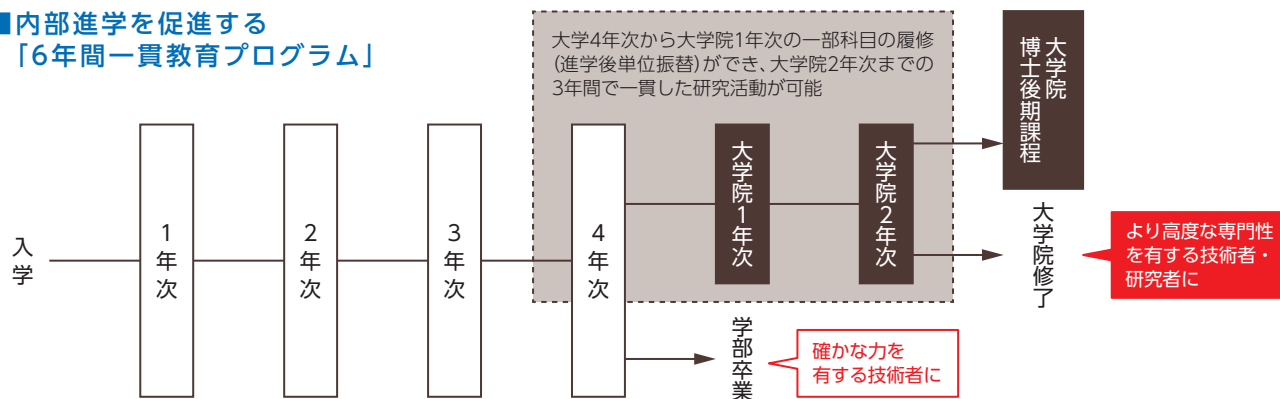 ■内部進学を促進する
「6年間一貫教育プログラム」
大学4年次から大学院1年次の一部科目の履修
(進学後単位振替)ができ、大学院2年次までの
3年間で一貫した研究活動が可能
入学
1年次
2年次
3年次
4年次
大学院1年次
大学院2年次
大学院
博士後期課程
大学院修了
より高度な専門性
を有する技術者・
研究者に
学部卒業
確かな力を
有する技術者に